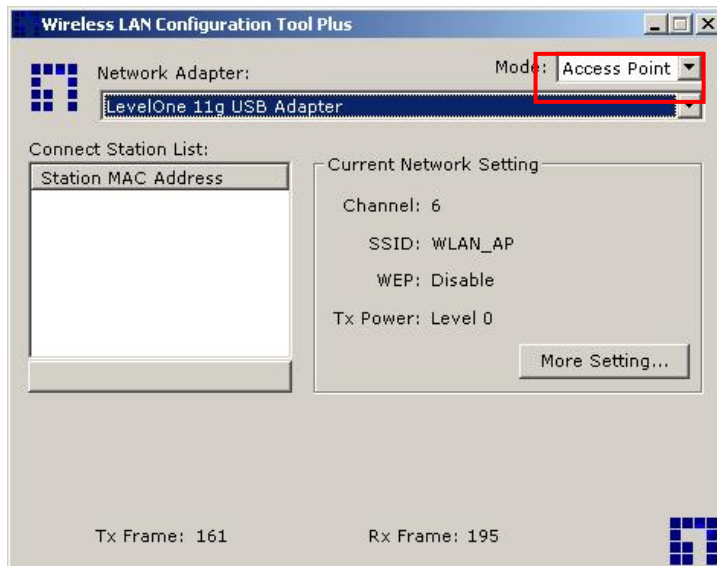 Wireless LAN Configuration Tool Plus
Network Adapter:
Mode: Access Point
LevelOne 11g USB Adapter
Connect Station List:
Station MAC Address
Current Network Setting
Channel: 6
SSID: WLAN_AP
WEP: Disable
Tx Power: Level 0
More Setting...
Tx Frame: 161
Rx Frame: 195